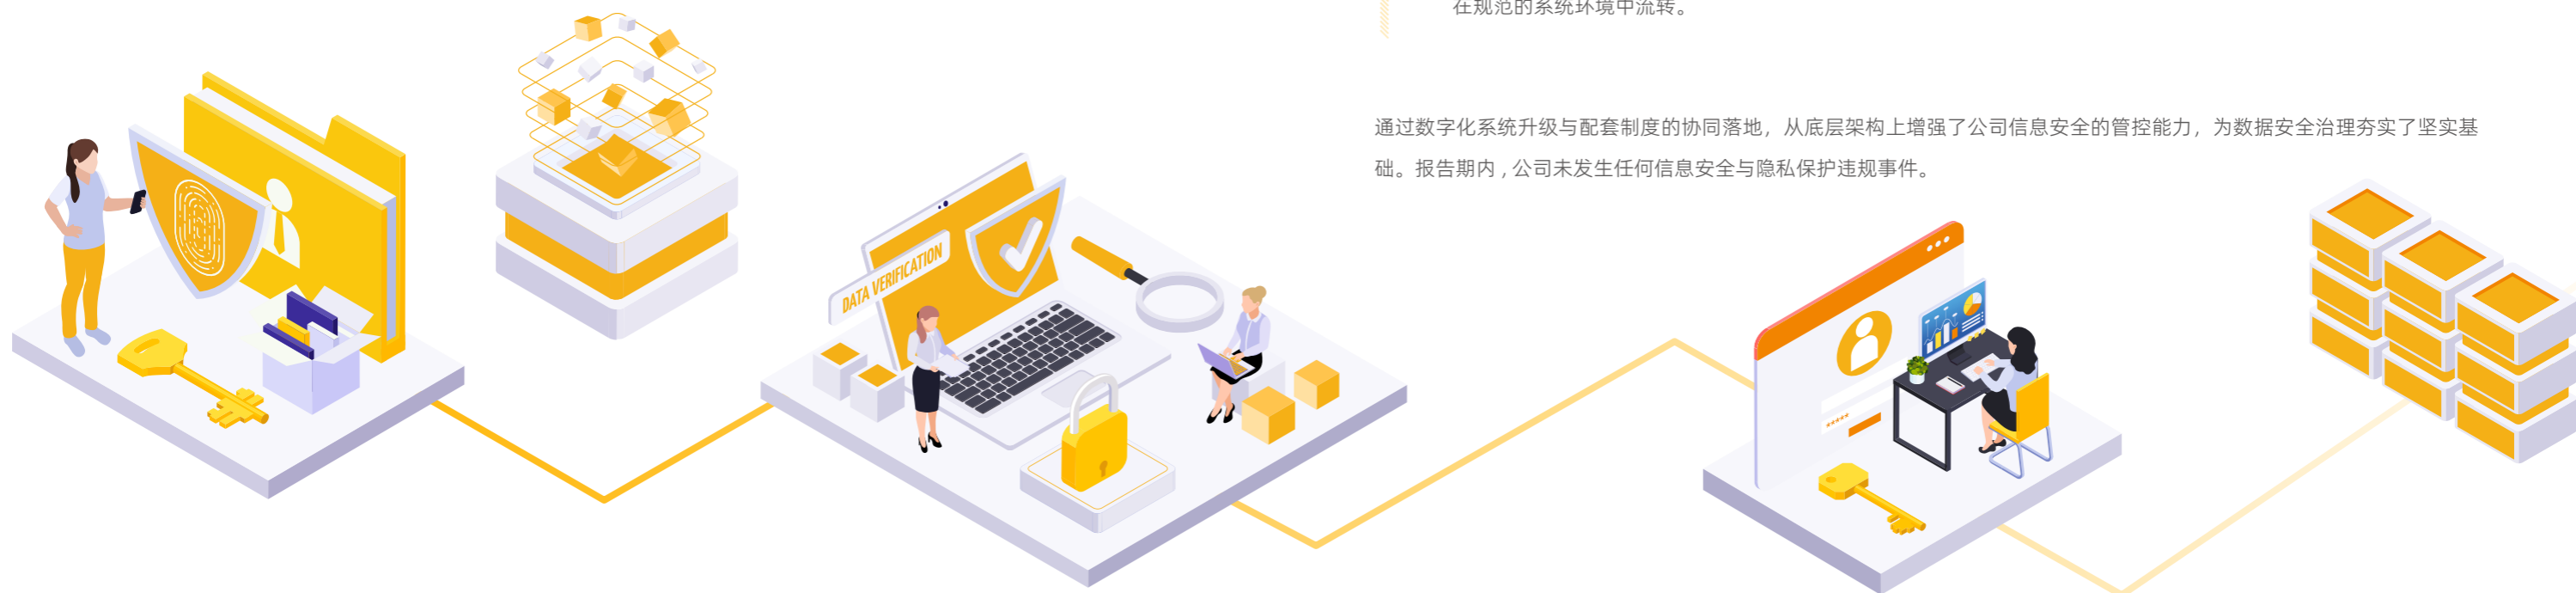 在规范的系统环境中流转。
通过数字化系统升级与配套制度的协同落地，从底层架构上增强了公司信息安全的管控能力，为数据安全治理夯实了坚实基
础。报告期内 , 公司未发生任何信息安全与隐私保护违规事件。
DATA VERIFICATION